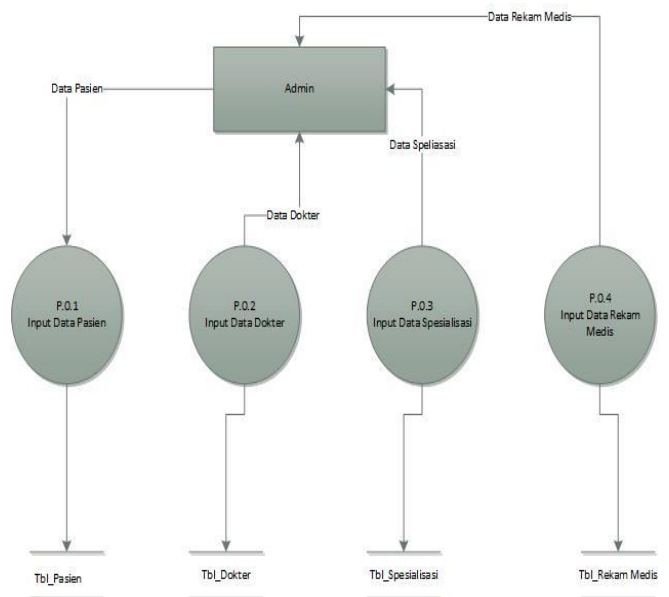 Data Rekam Medis
Data Pasien
Admin
Data Speliasasi
Data Dokter
P.0.1
Input Data Pasien
P.0.2
Input Data Dokter
P.0.3
Input Data Spesialisasi
P.0.4
Input Data Rekam
Medis
Tbl_Pasien
Tbl_Dokter
Tbl_Spesialisasi
Tbl_Rekam Medis